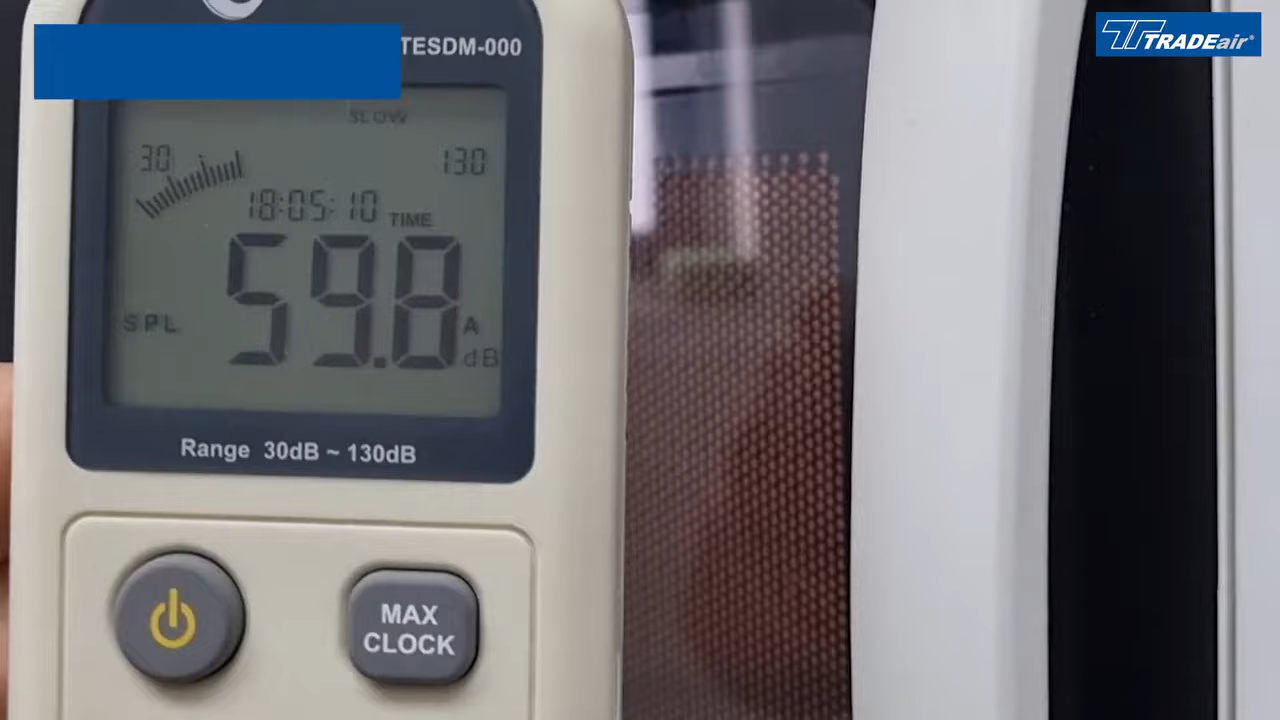 TESDM-000
TRADEair®
SLOW
30
130
18:05:10 TIME
59.8
SPL
A
dB
Range 30dB ~ 130dB
MAX
CLOCK